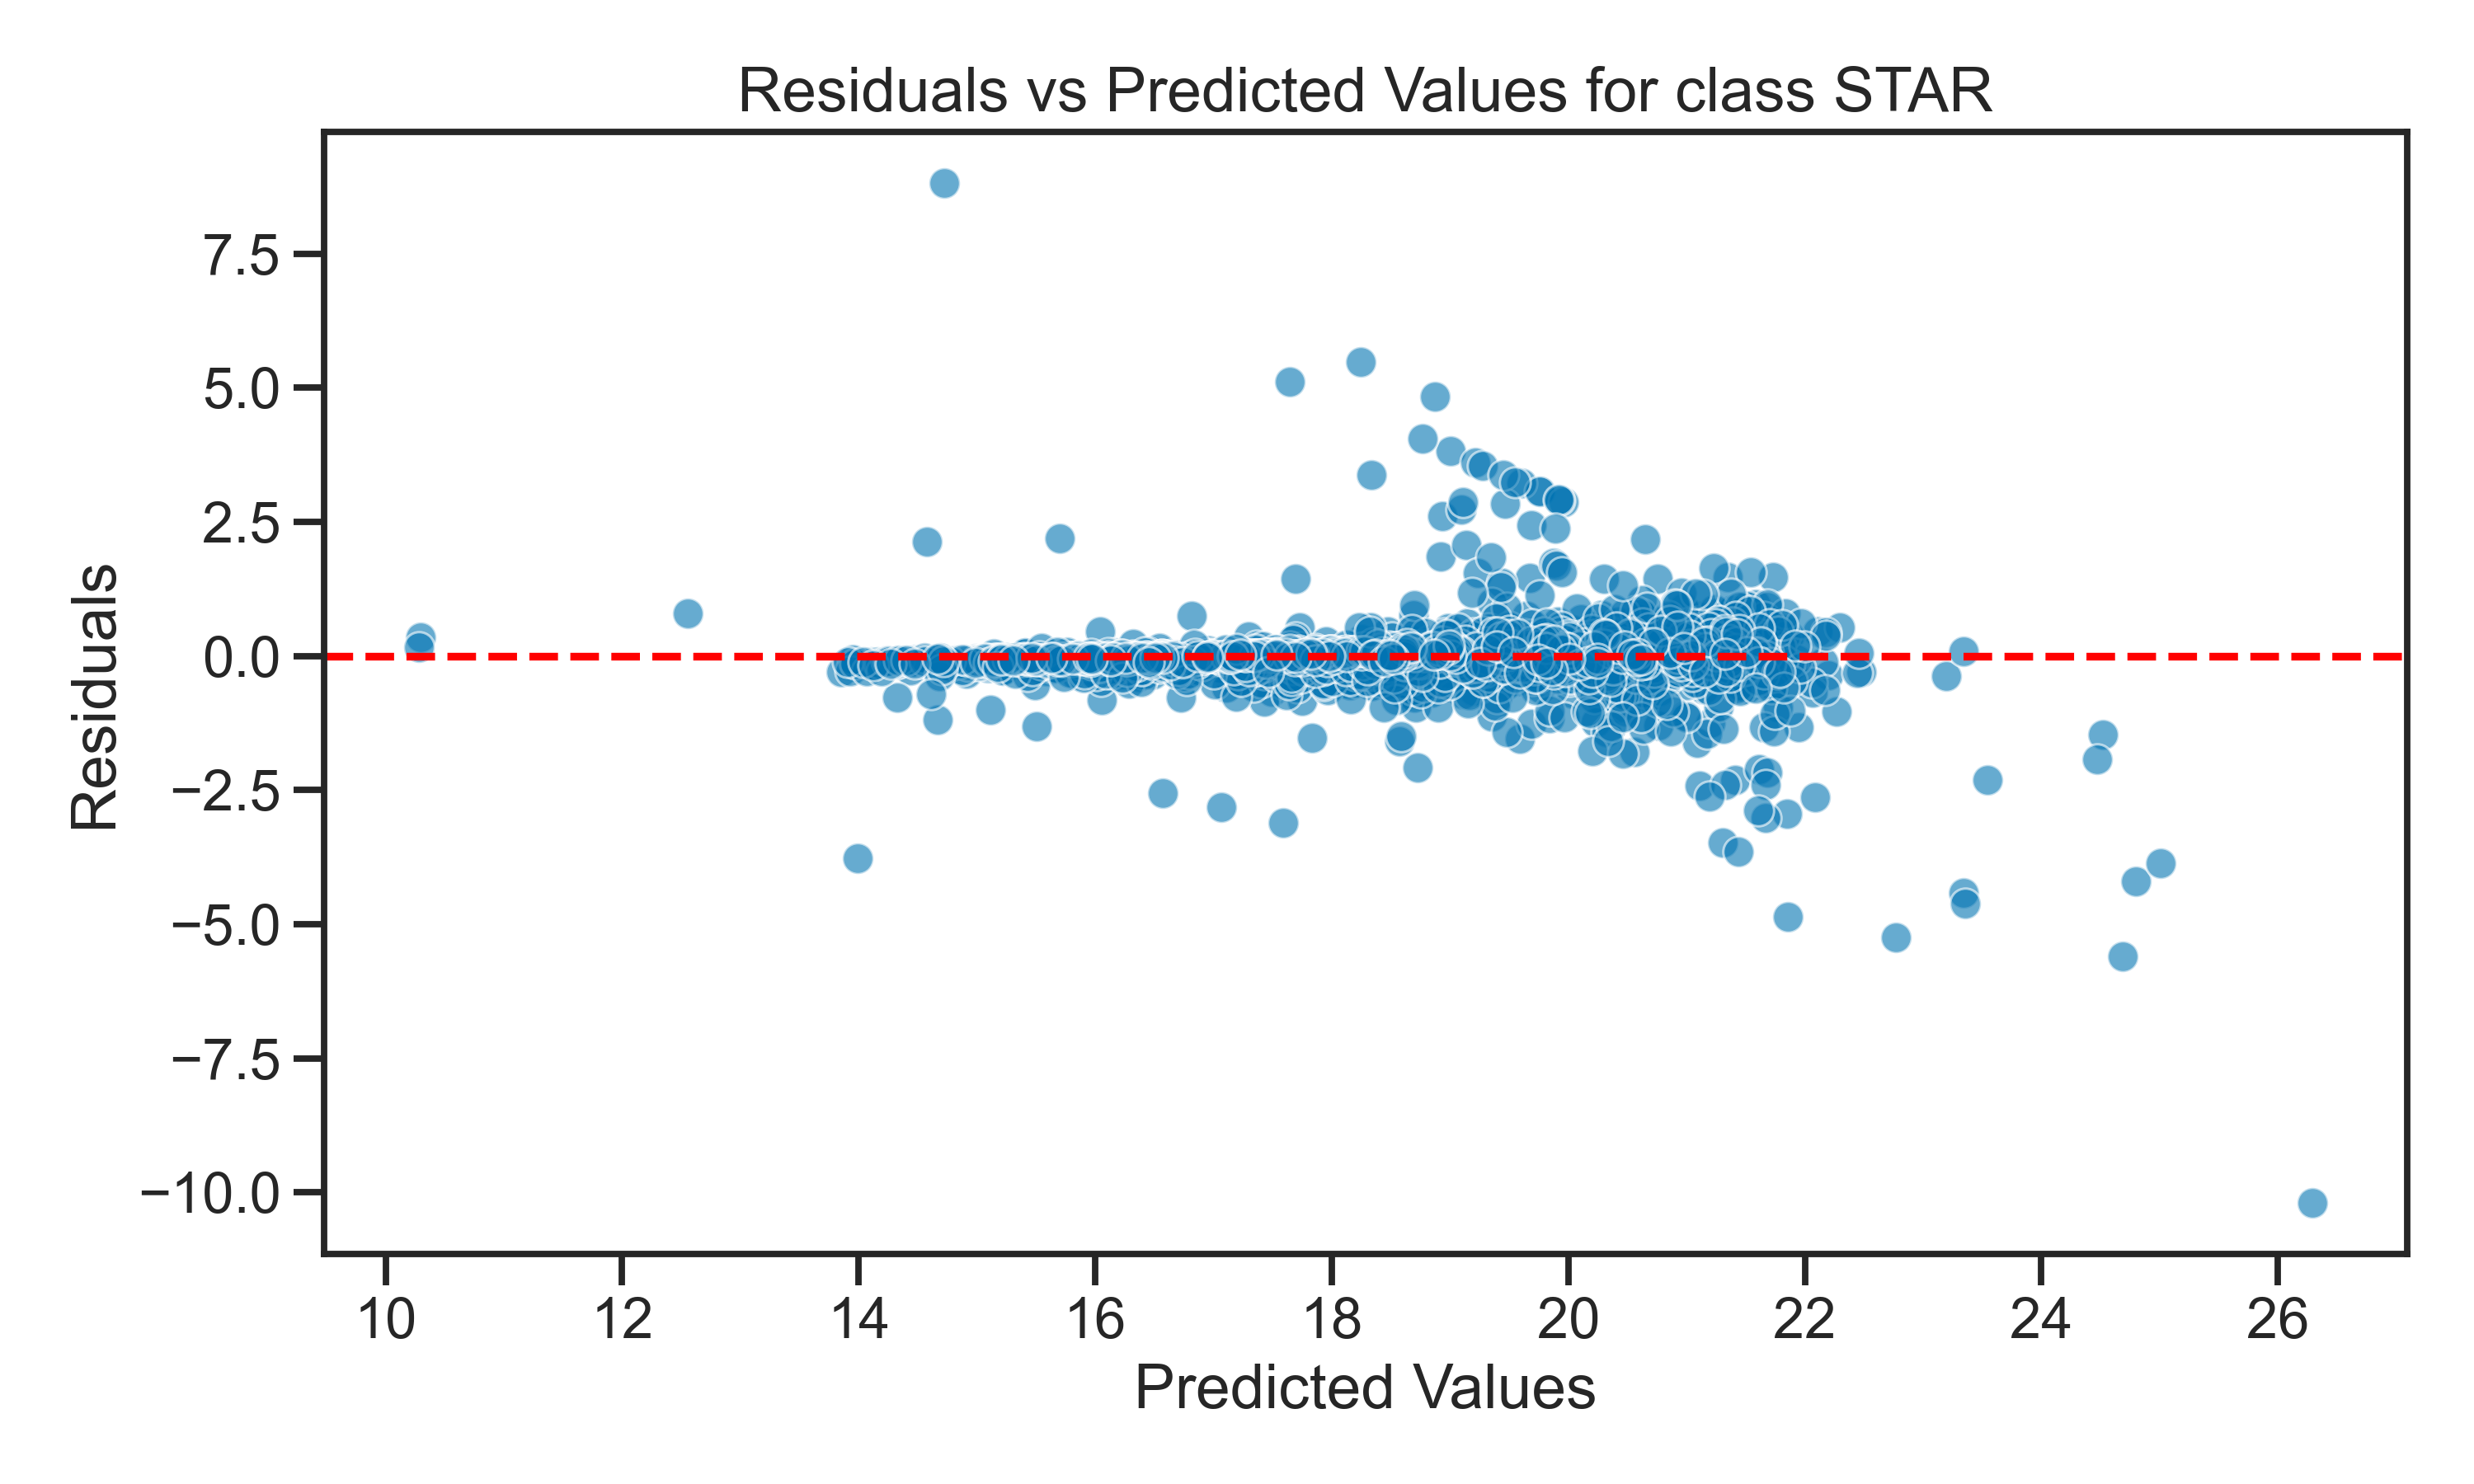 Residuals vs Predicted Values for class STAR
7.5
5.0
2.5
0.0
−2.5
−5.0
−7.5
−10.0
Residuals
10 12 14 16 18 20 22 24 26
Predicted Values